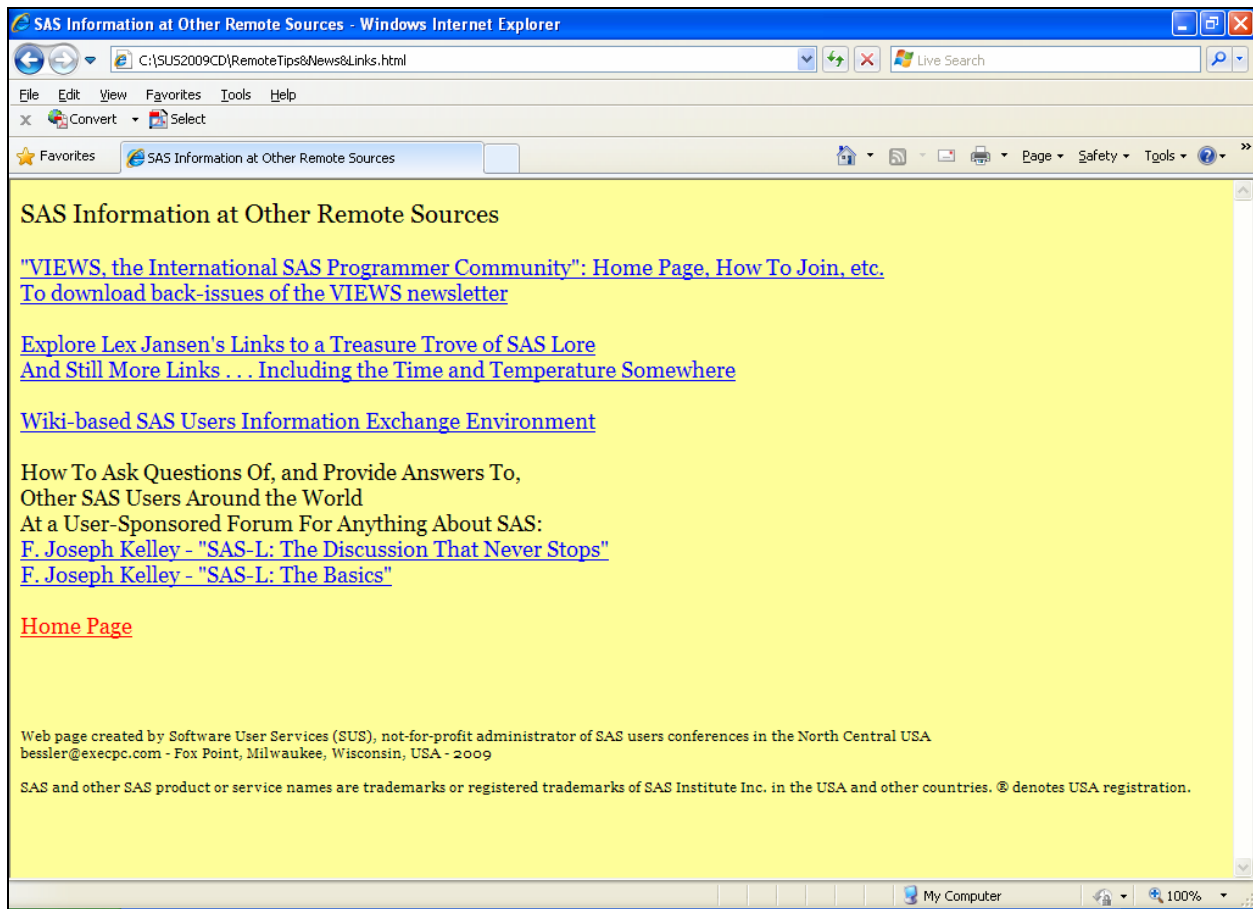 SAS Information at Other Remote Sources - Windows Internet Explorer
C:\SUS2009CD\RemoteTips&News&Links.html
Live Search
File Edit View Favorites Tools Help
x Convert Select
Favorites SAS Information at Other Remote Sources Page Safety Tools »
SAS Information at Other Remote Sources
"VIEWS, the International SAS Programmer Community": Home Page, How To Join, etc.
To download back-issues of the VIEWS newsletter
Explore Lex Jansen's Links to a Treasure Trove of SAS Lore
And Still More Links . . . Including the Time and Temperature Somewhere
Wiki-based SAS Users Information Exchange Environment
How To Ask Questions Of, and Provide Answers To,
Other SAS Users Around the World
At a User-Sponsored Forum For Anything About SAS:
F. Joseph Kelley - "SAS-L: The Discussion That Never Stops"
F. Joseph Kelley - "SAS-L: The Basics"
Home Page
Web page created by Software User Services (SUS), not-for-profit administrator of SAS users conferences in the North Central USA
bessler@execpc.com - Fox Point, Milwaukee, Wisconsin, USA - 2009
SAS and other SAS product or service names are trademarks or registered trademarks of SAS Institute Inc. in the USA and other countries. ® denotes USA registration.
My Computer 100%